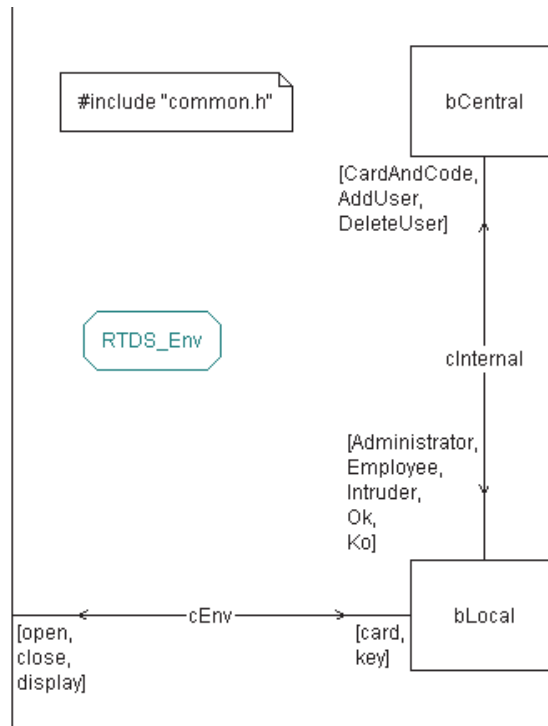 #include "common.h"
bCentral
[CardAndCode,
AddUser,
DeleteUser]
RTDS_Env
cInternal
[Administrator,
Employee,
Intruder,
Ok,
Ko]
cEnv
bLocal
[open,
close,
display]
[card,
key]